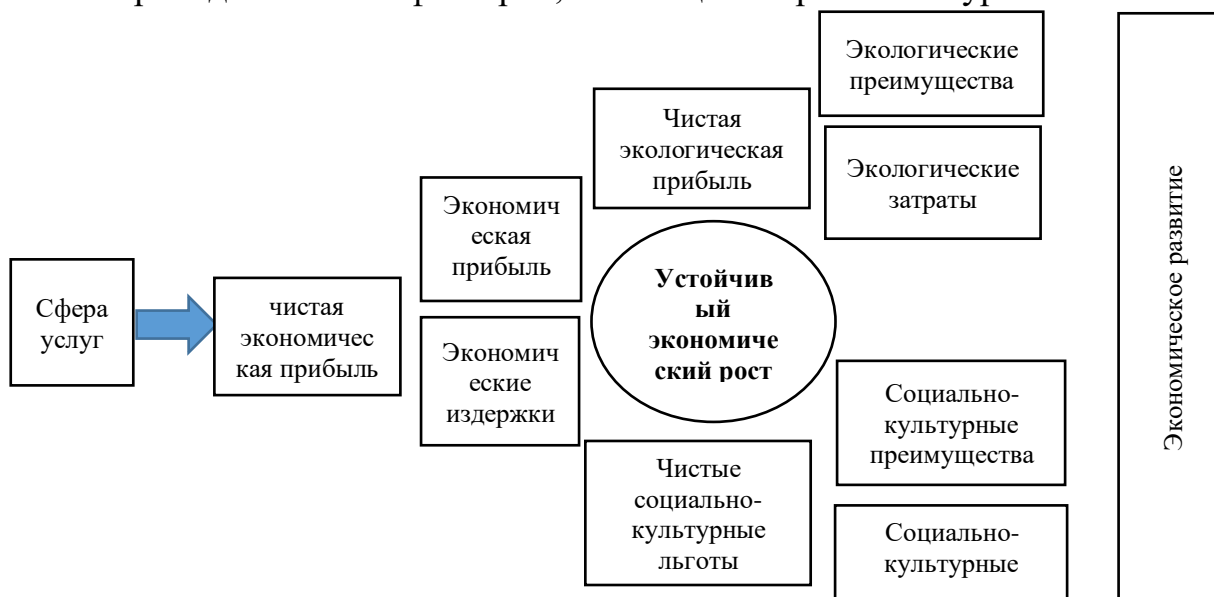 Экологические
преимущества
Чистая
экологическая
прибыль
Экологические
затраты
Экономич
еская
прибыль
Устойчив
ый
экономиче
ский рост
Сфера
услуг
чистая
экономичес
кая прибыль
Экономич
еские
издержки
Социально-
культурные
преимущества
Чистые
социально-
культурные
льготы
Социально-
культурные
Экономическое развитие